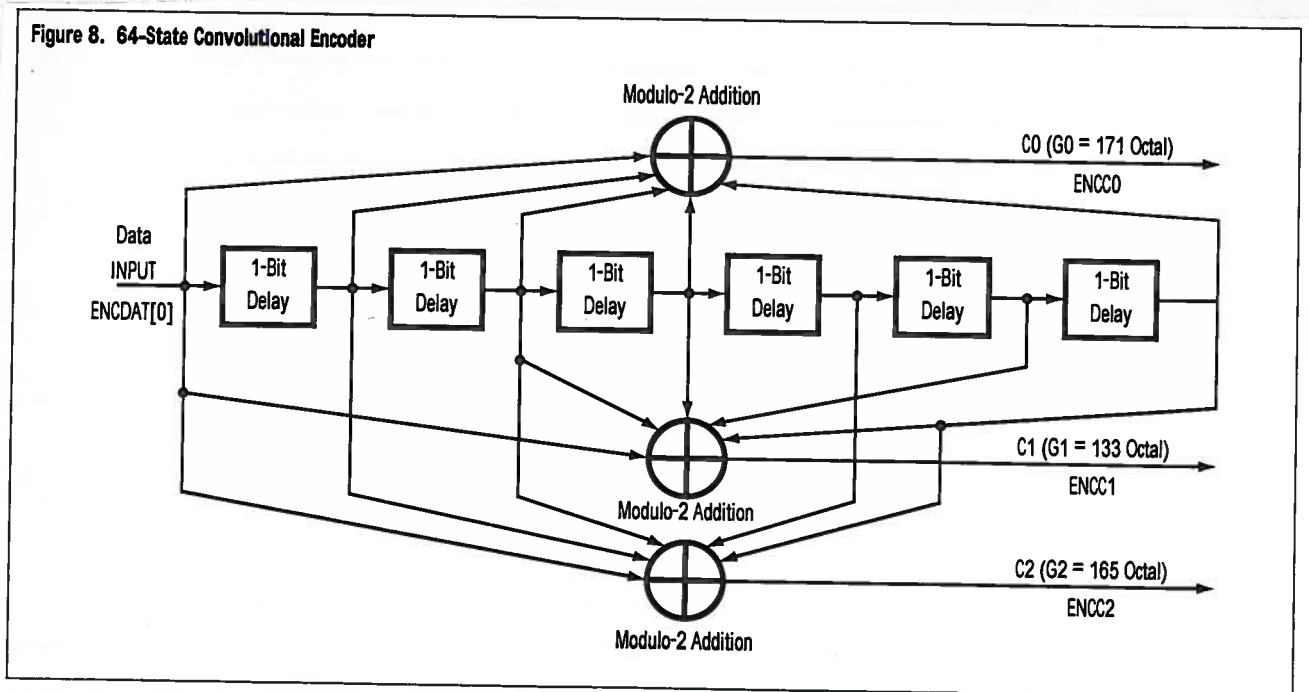 Figure 8. 64-State Convolutional Encoder
Modulo-2 Addition
C0 (G0 = 171 Octal)
ENCC0
Data
INPUT
ENCDAT[0]
1-Bit
Delay
1-Bit
Delay
1-Bit
Delay
1-Bit
Delay
1-Bit
Delay
1-Bit
Delay
C1 (G1 = 133 Octal)
ENCC1
Modulo-2 Addition
C2 (G2 = 165 Octal)
ENCC2
Modulo-2 Addition